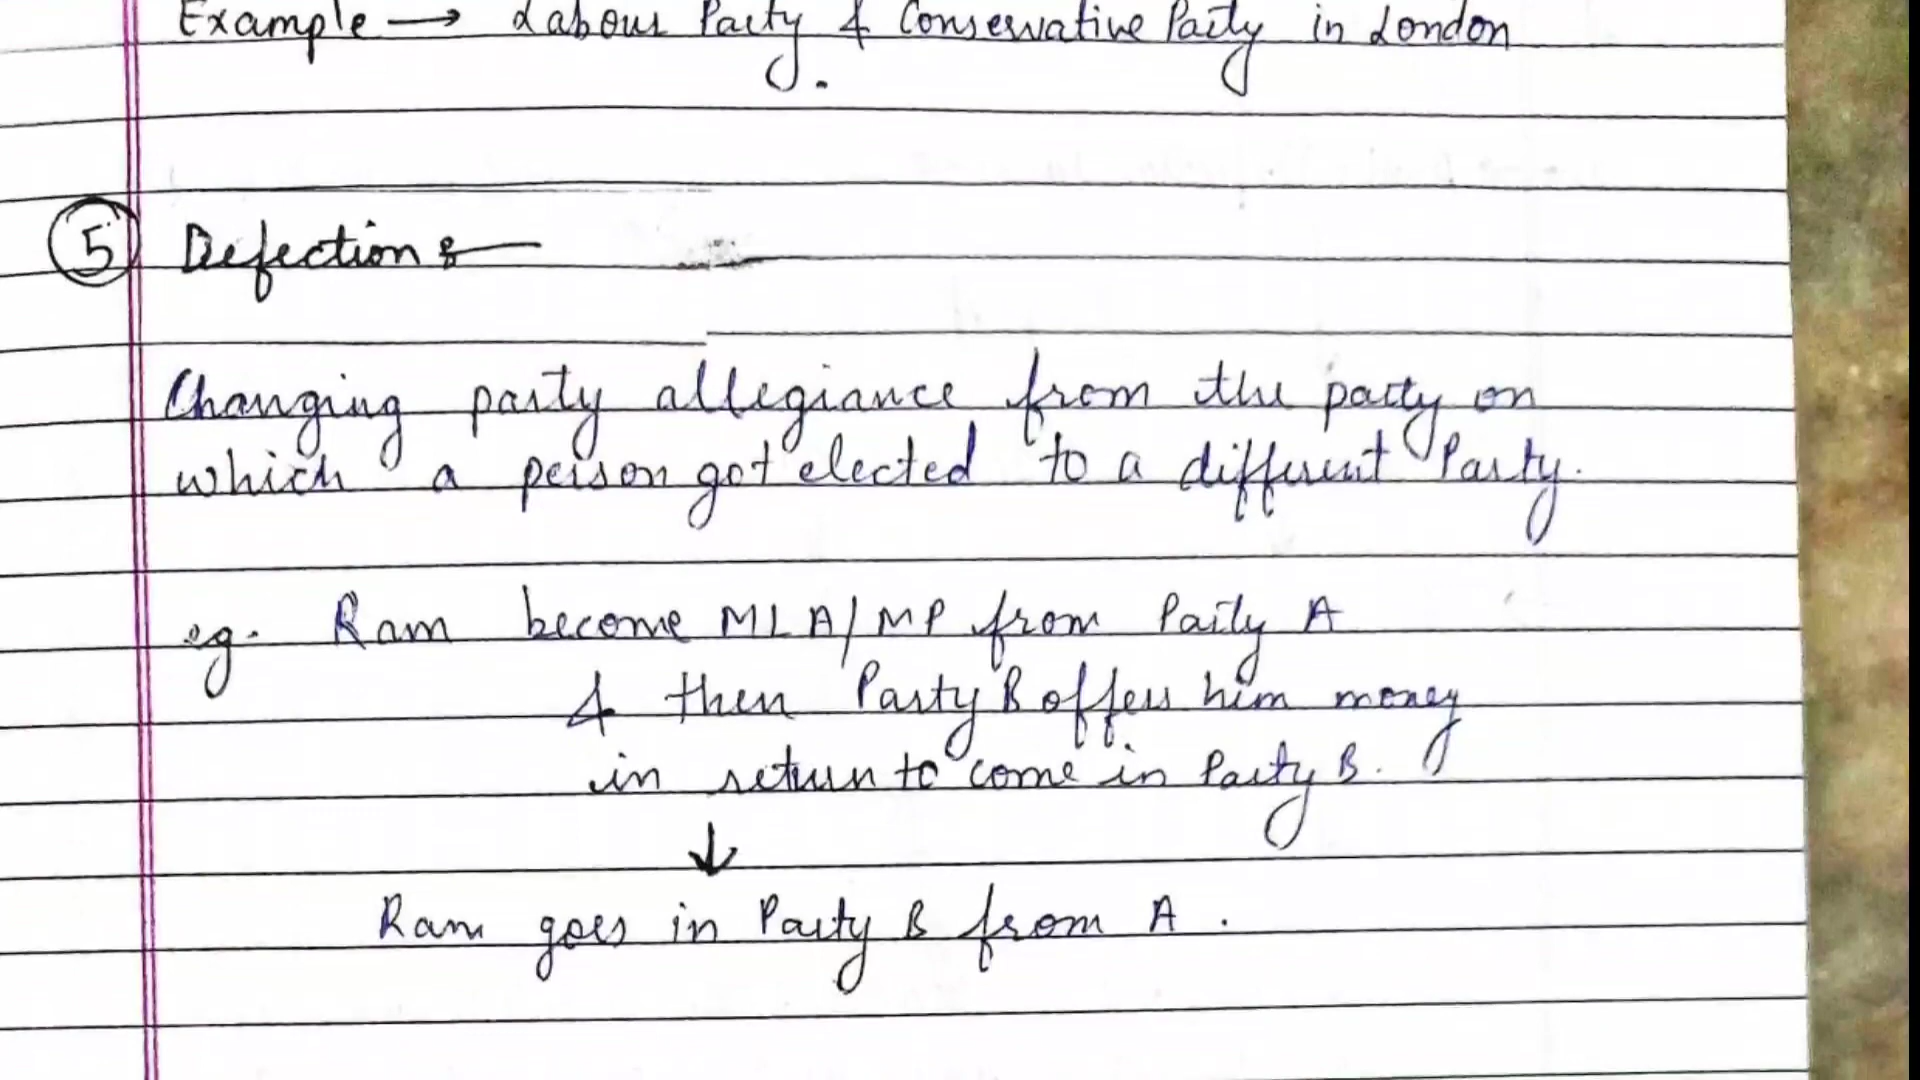 Example → Labour Party & Conservative Party in London.
5 Defection :-
Changing party allegiance from the party on
which a person got elected to a different Party.
eg. Ram become MLA/MP from Party A
& then Party B offers him money
in return to come in Party B.
↓
Ram goes in Party B from A.